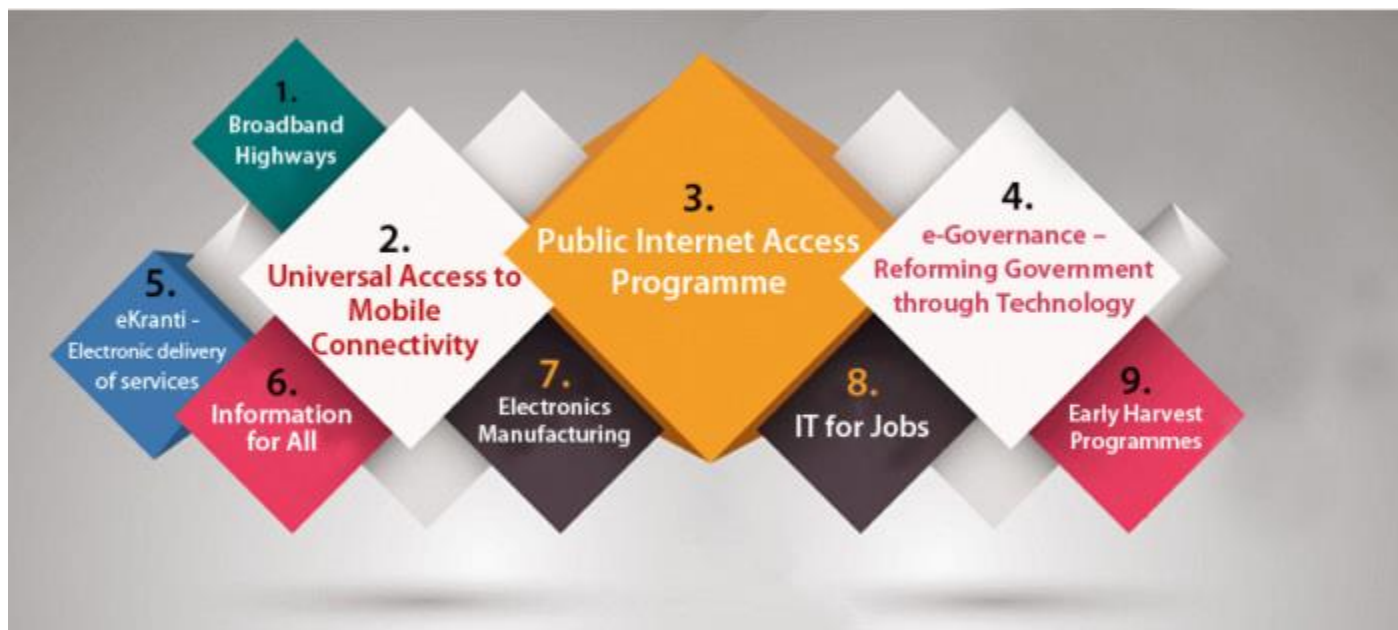 1.
Broadband
Highways
2.
Universal Access to
Mobile
Connectivity
3.
Public Internet Access
Programme
4.
e-Governance –
Reforming Government
through Technology
5.
eKranti –
Electronic delivery
of services
6.
Information
for All
7.
Electronics
Manufacturing
8.
IT for Jobs
9.
Early Harvest
Programmes